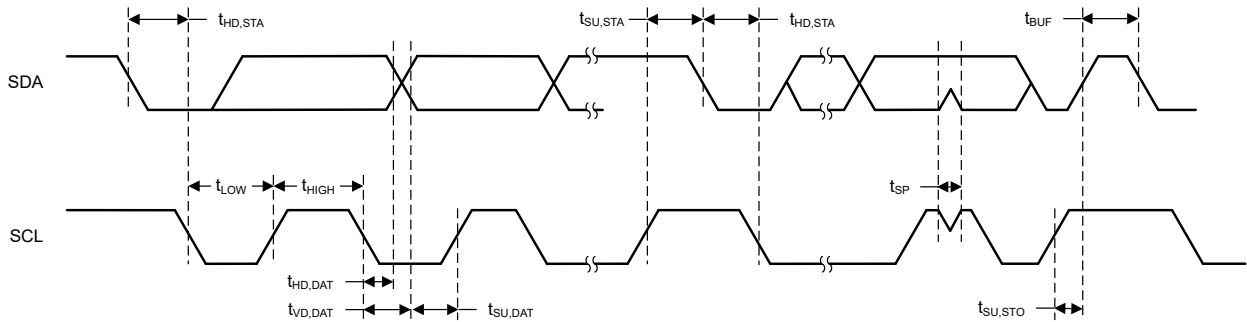 tHD,STA
tSU,STA
tHD,STA
tBUF
SDA
tLOW
tHIGH
tSP
SCL
tHD,DAT
tVD,DAT
tSU,DAT
tSU,STO